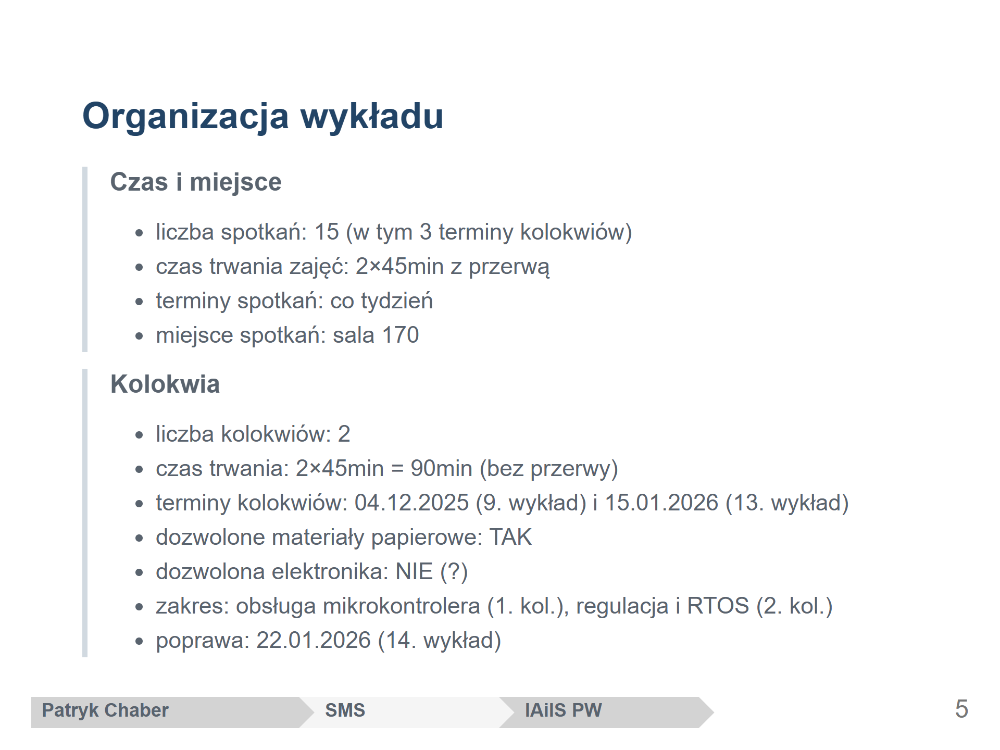 Organizacja wykładu
Czas i miejsce
liczba spotkań: 15 (w tym 3 terminy kolokwiów)
czas trwania zajęć: 2×45min z przerwą
terminy spotkań: co tydzień
miejsce spotkań: sala 170
Kolokwia
liczba kolokwiów: 2
czas trwania: 2×45min = 90min (bez przerwy)
terminy kolokwiów: 04.12.2025 (9. wykład) i 15.01.2026 (13. wykład)
dozwolone materiały papierowe: TAK
dozwolona elektronika: NIE (?)
zakres: obsługa mikrokontrolera (1. kol.), regulacja i RTOS (2. kol.)
poprawa: 22.01.2026 (14. wykład)
Patryk Chaber SMS IAiIS PW 5